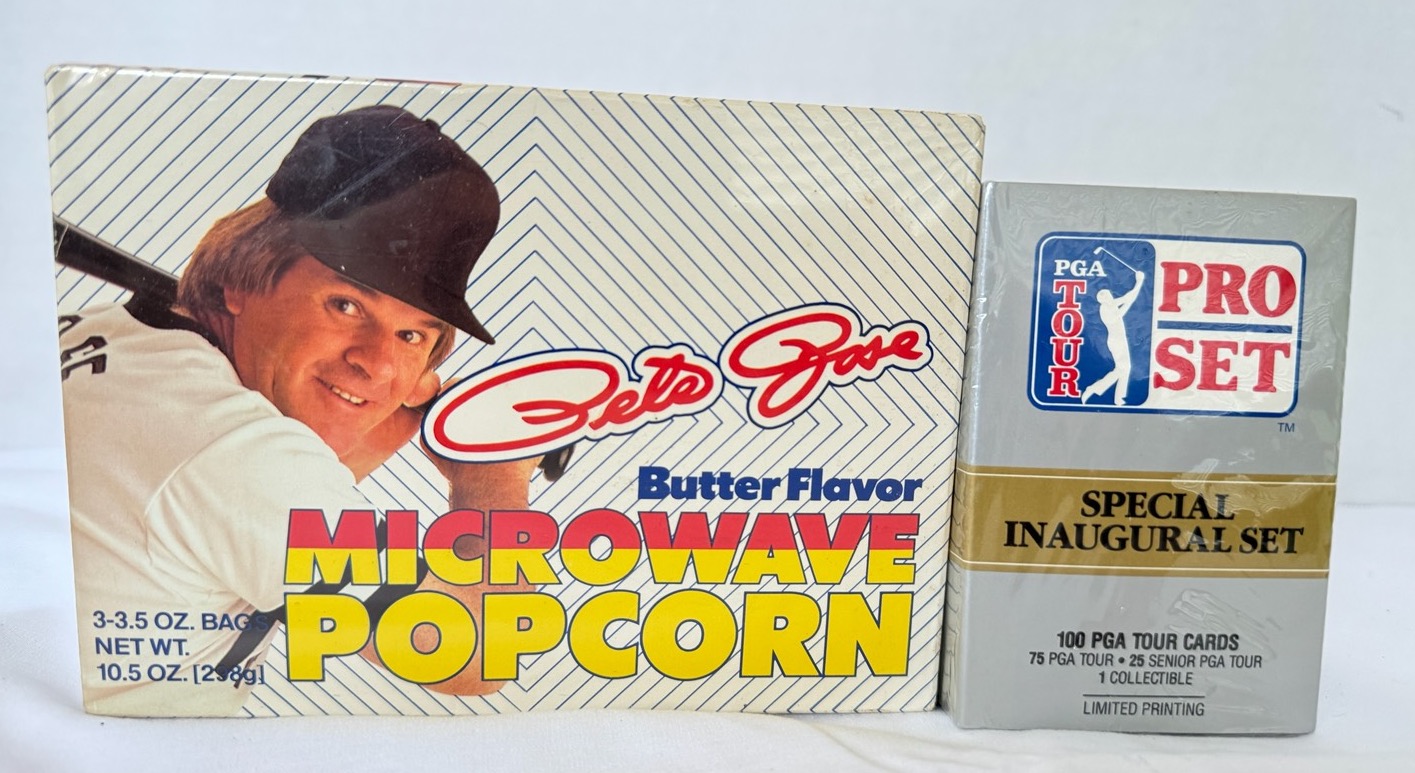 Pete Rose
Butter Flavor
MICROWAVE
POPCORN
3-3.5 OZ. BAGS
NET WT.
10.5 OZ. [298g]
PGA
TOUR
PRO
SET
TM
SPECIAL
INAUGURAL SET
100 PGA TOUR CARDS
75 PGA TOUR • 25 SENIOR PGA TOUR
1 COLLECTIBLE
LIMITED PRINTING